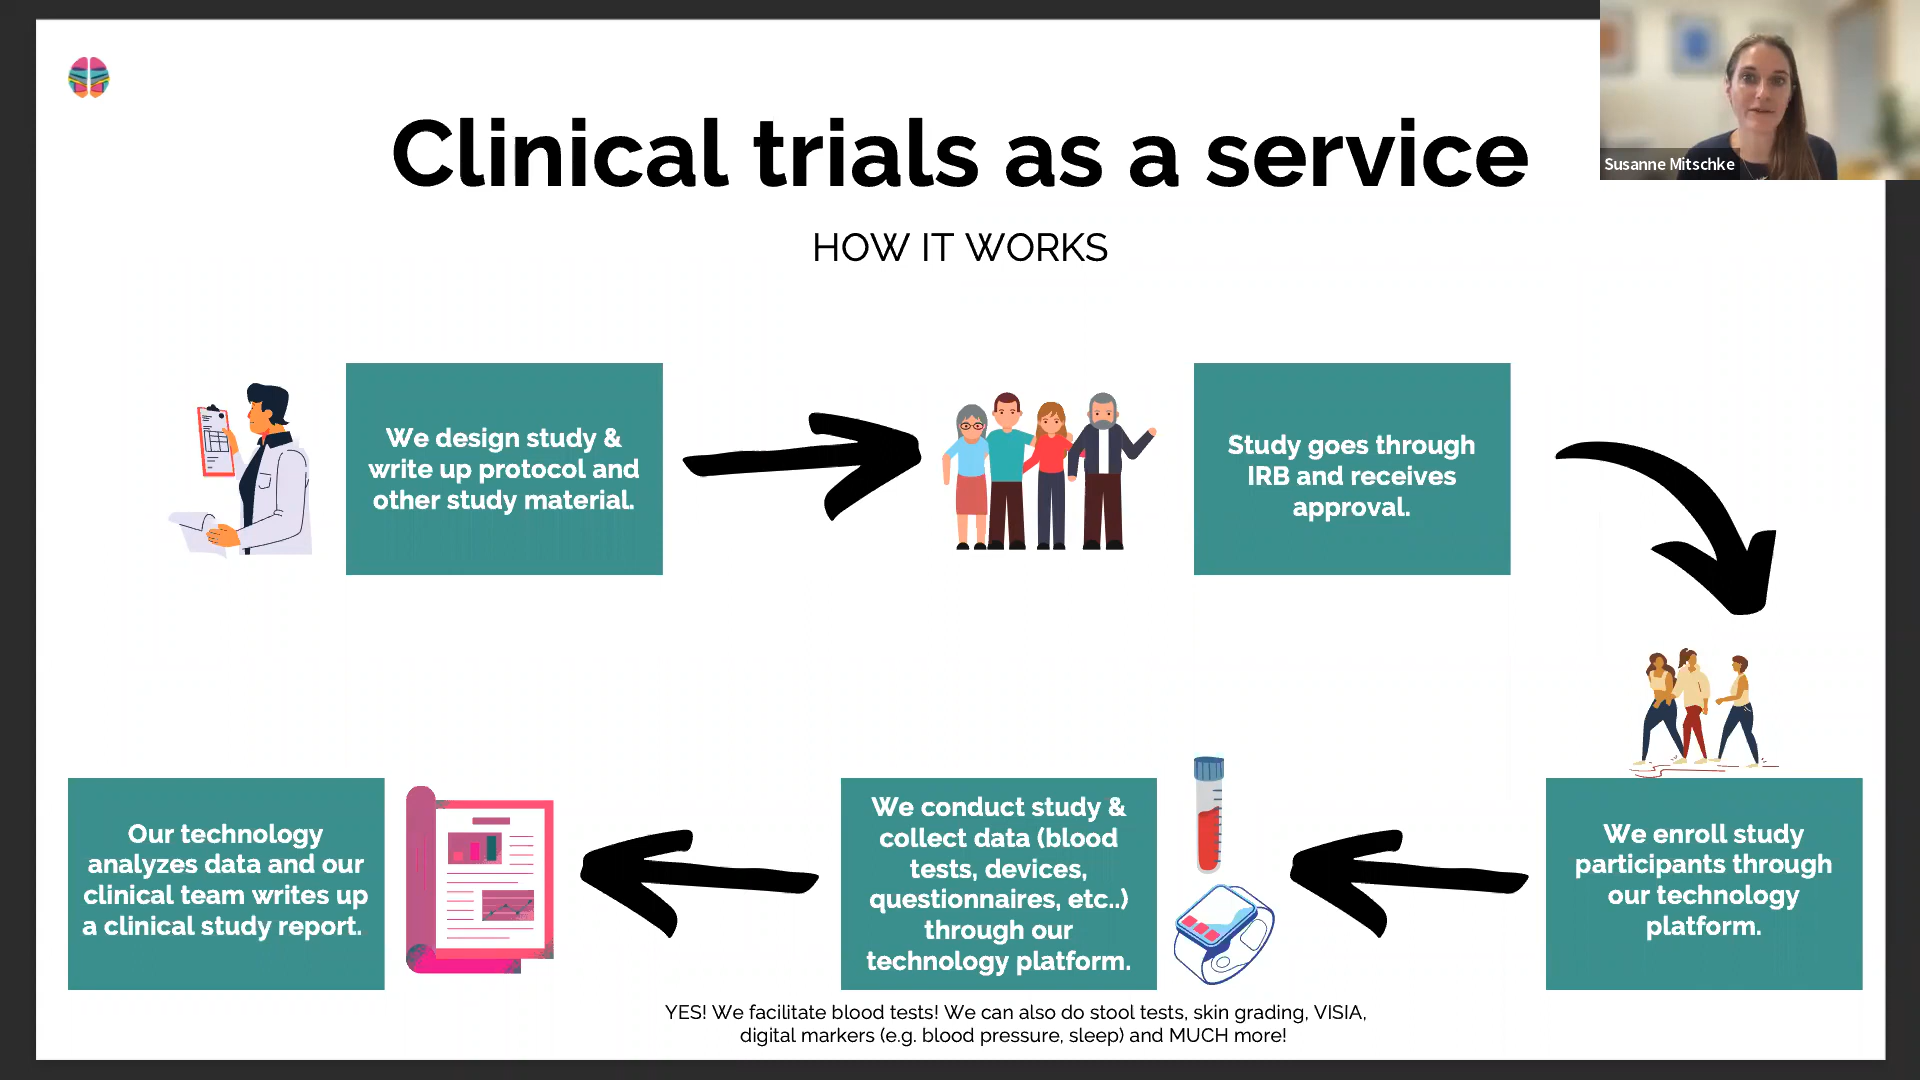 Clinical trials as a service
Susanne Mitschke
HOW IT WORKS
We design study &
write up protocol and
other study material.
Study goes through
IRB and receives
approval.
We enroll study
participants through
our technology
platform.
We conduct study &
collect data (blood
tests, devices,
questionnaires, etc..)
through our
technology platform.
Our technology
analyzes data and our
clinical team writes up
a clinical study report.
YES! We facilitate blood tests! We can also do stool tests, skin grading, VISIA,
digital markers (e.g. blood pressure, sleep) and MUCH more!